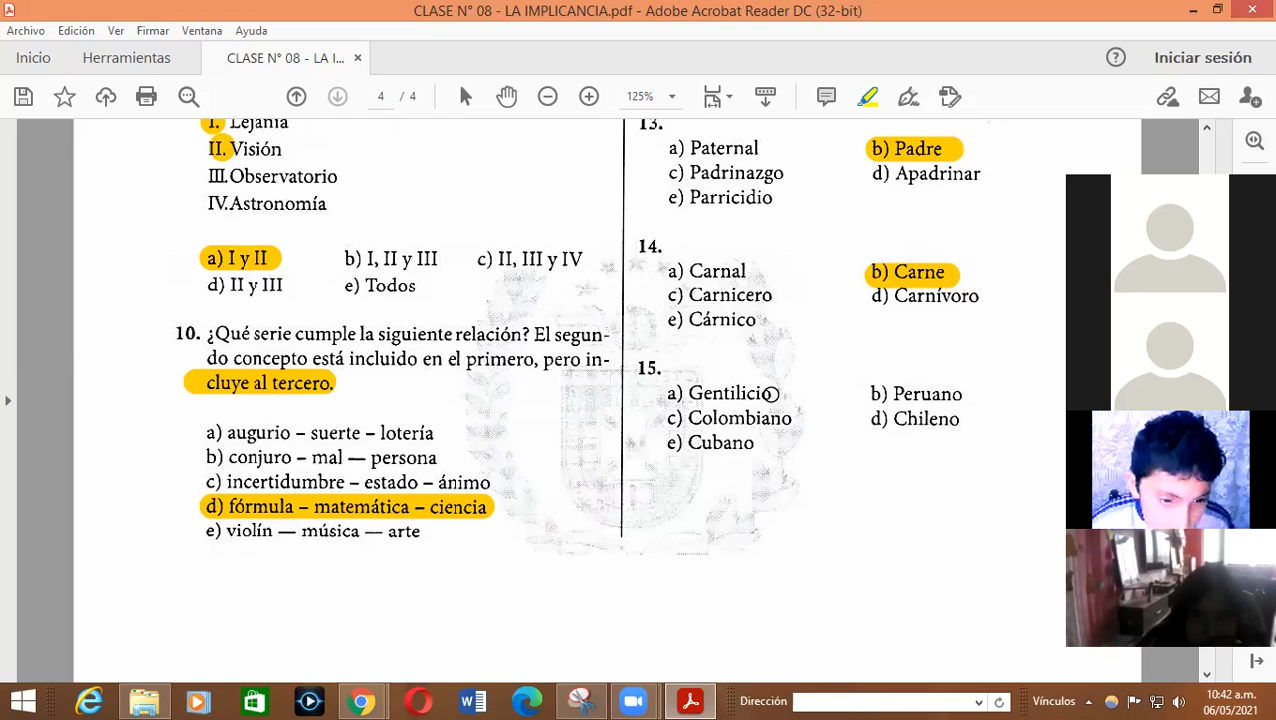 CLASE N° 08 - LA IMPLICANCIA.pdf - Adobe Acrobat Reader DC (32-bit)
Archivo Edición Ver Firmar Ventana Ayuda
Inicio Herramientas CLASE N° 08 - LA I... × Iniciar sesión
4 / 4 125%
I. Lejanía
II. Visión
III. Observatorio
IV. Astronomía
a) I y II b) I, II y III c) II, III y IV
d) II y III e) Todos
10. ¿Qué serie cumple la siguiente relación? El segun-
do concepto está incluido en el primero, pero in-
cluye al tercero.
a) augurio – suerte – lotería
b) conjuro – mal — persona
c) incertidumbre – estado – ánimo
d) fórmula – matemática – ciencia
e) violín — música — arte
13.
a) Paternal b) Padre
c) Padrinazgo d) Apadrinar
e) Parricidio
14.
a) Carnal b) Carne
c) Carnicero d) Carnívoro
e) Cárnico
15.
a) Gentilicio b) Peruano
c) Colombiano d) Chileno
e) Cubano
Dirección Vínculos 10:42 a.m.
06/05/2021